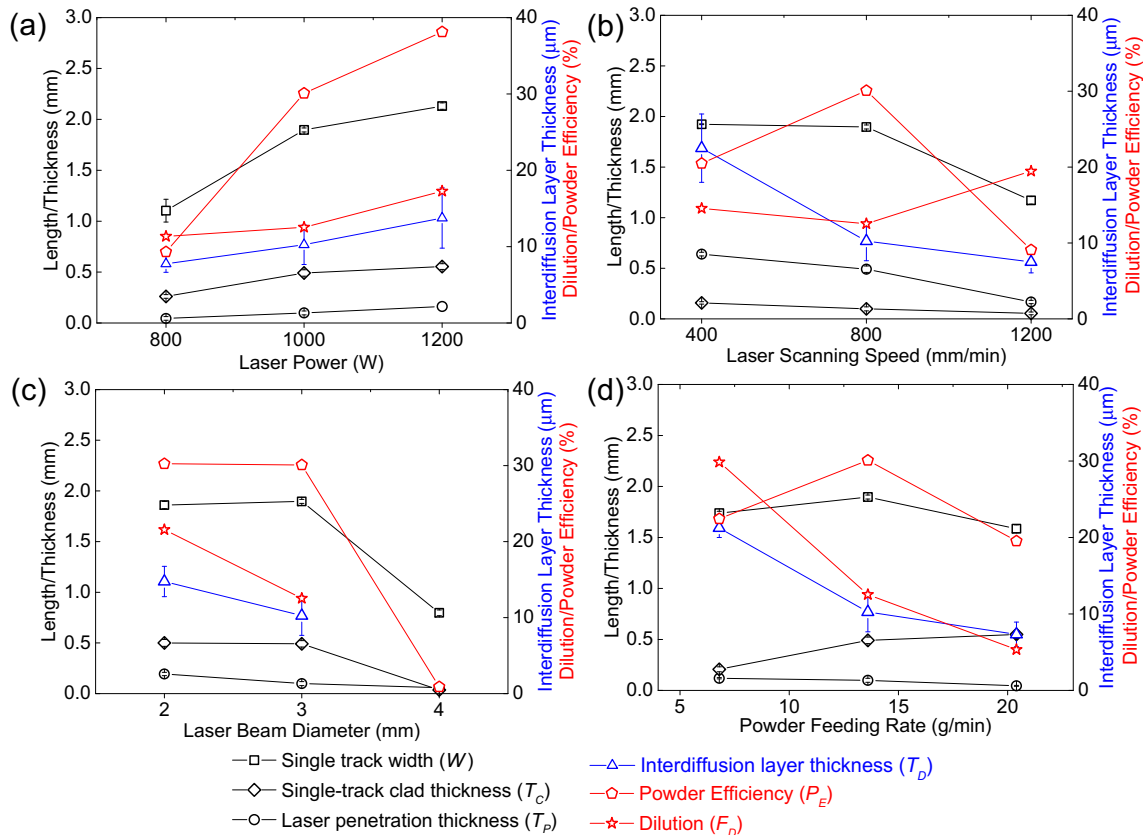 (a)
3.0
2.5
2.0
1.5
1.0
0.5
0.0
Length/Thickness (mm)
800
1000
1200
Laser Power (W)
40
30
20
10
0
Interdiffusion Layer Thickness (μm)
Dilution/Powder Efficiency (%)
(b)
3.0
2.5
2.0
1.5
1.0
0.5
0.0
Length/Thickness (mm)
400
800
1200
Laser Scanning Speed (mm/min)
40
30
20
10
0
Interdiffusion Layer Thickness (μm)
Dilution/Powder Efficiency (%)
(c)
3.0
2.5
2.0
1.5
1.0
0.5
0.0
Length/Thickness (mm)
2
3
4
Laser Beam Diameter (mm)
40
30
20
10
0
Interdiffusion Layer Thickness (μm)
Dilution/Powder Efficiency (%)
(d)
3.0
2.5
2.0
1.5
1.0
0.5
0.0
Length/Thickness (mm)
5
10
15
20
Powder Feeding Rate (g/min)
40
30
20
10
0
Interdiffusion Layer Thickness (μm)
Dilution/Powder Efficiency (%)
Single track width (W)
Single-track clad thickness (T_C)
Laser penetration thickness (T_P)
Interdiffusion layer thickness (T_D)
Powder Efficiency (P_E)
Dilution (F_D)